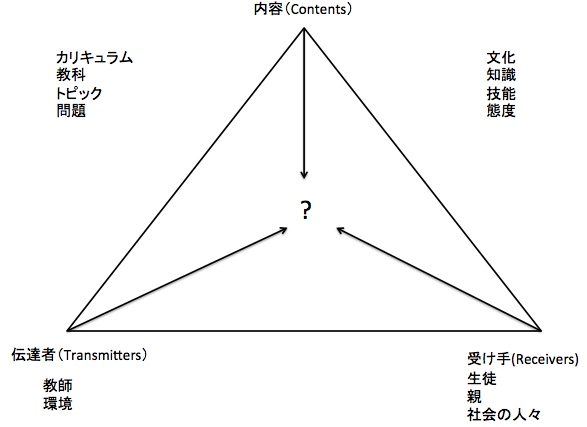 内容（Contents）
カリキュラム
教科
トピック
問題
文化
知識
技能
態度
?
伝達者（Transmitters）
教師
環境
受け手(Receivers)
生徒
親
社会の人々